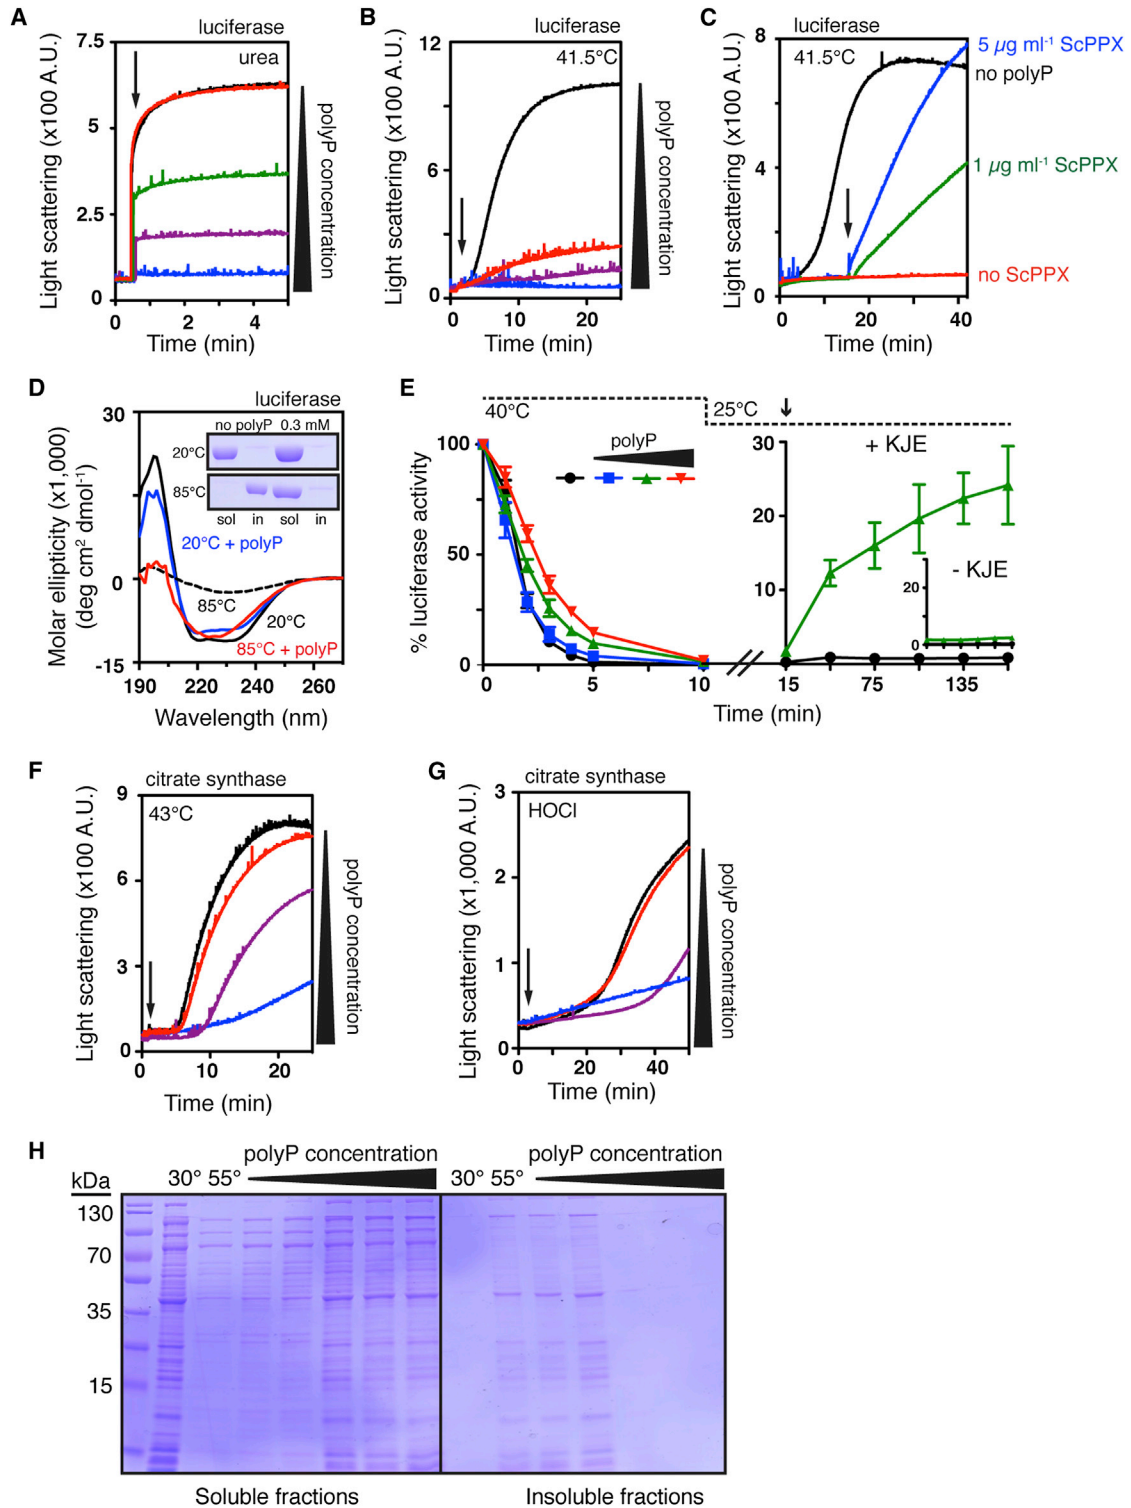 A
luciferase
urea
Light scattering (x100 A.U.)
7.5
5
2.5
0
0 2 4
Time (min)
polyP concentration
B
luciferase
41.5°C
Light scattering (x100 A.U.)
12
6
0
0 10 20
Time (min)
polyP concentration
C
luciferase
41.5°C
Light scattering (x100 A.U.)
8
4
0
0 20 40
Time (min)
5 µg ml-1 ScPPX
no polyP
1 µg ml-1 ScPPX
no ScPPX
D
luciferase
Molar ellipticity (x1,000)
(deg cm2 dmol-1)
30
0
-15
no polyP 0.3 mM
20°C
85°C
sol in sol in
20°C + polyP
85°C
20°C
85°C + polyP
190 220 260
Wavelength (nm)
E
40°C
25°C
% luciferase activity
100
50
0
polyP
0 5 10
30
20
10
+ KJE
- KJE
20
0
15 75 135
Time (min)
F
citrate synthase
43°C
Light scattering (x100 A.U.)
9
6
3
0
0 10 20
Time (min)
polyP concentration
G
citrate synthase
HOCl
Light scattering (x1,000 A.U.)
3
2
1
0
0 20 40
Time (min)
polyP concentration
H
polyP concentration
polyP concentration
kDa
30° 55°
30° 55°
130
70
35
15
Soluble fractions
Insoluble fractions